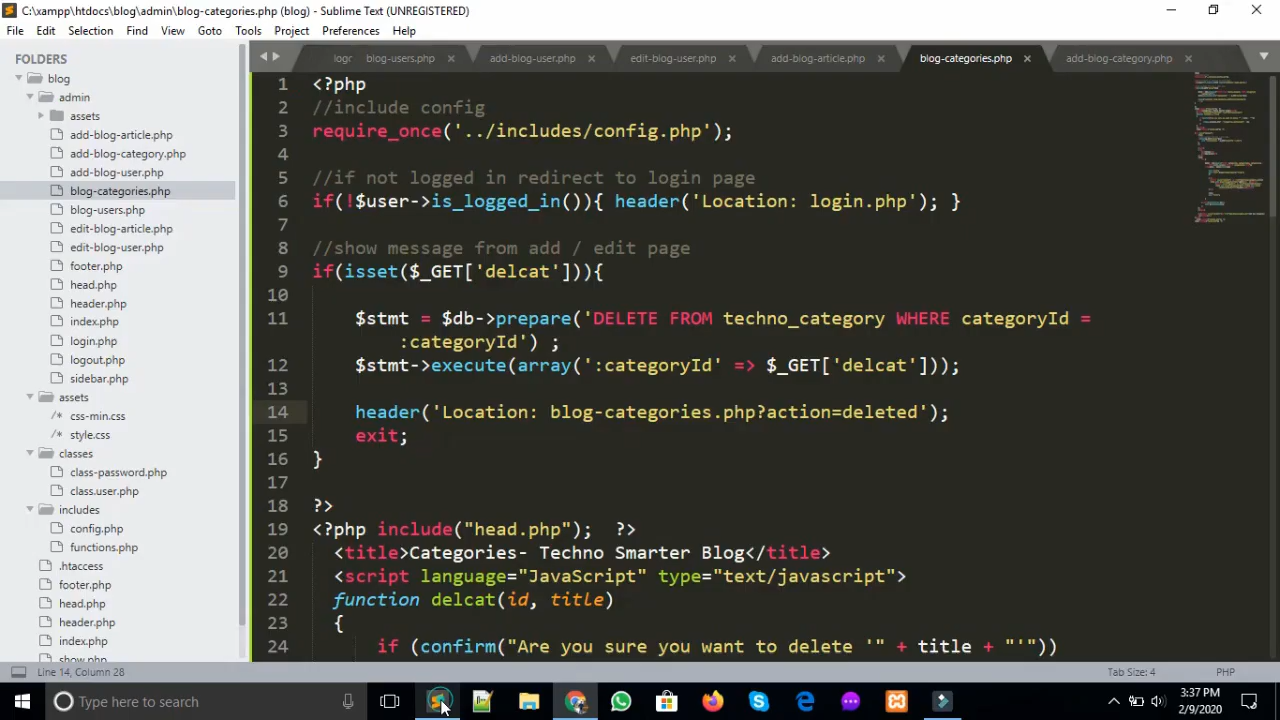 C:\xampp\htdocs\blog\admin\blog-categories.php (blog) - Sublime Text (UNREGISTERED)
File Edit Selection Find View Goto Tools Project Preferences Help
FOLDERS
blog
admin
assets
add-blog-article.php
add-blog-category.php
add-blog-user.php
blog-categories.php
blog-users.php
edit-blog-article.php
edit-blog-user.php
footer.php
head.php
header.php
index.php
login.php
logout.php
sidebar.php
assets
/* css-min.css
/* style.css
classes
class-password.php
class.user.php
includes
config.php
functions.php
.htaccess
footer.php
head.php
header.php
index.php
show.php
logr blog-users.php × add-blog-user.php × edit-blog-user.php × add-blog-article.php × blog-categories.php × add-blog-category.php ×
1 <?php
2 //include config
3 require_once('../includes/config.php');
4
5 //if not logged in redirect to login page
6 if(!$user->is_logged_in()){ header('Location: login.php'); }
7
8 //show message from add / edit page
9 if(isset($_GET['delcat'])){
10
11 $stmt = $db->prepare('DELETE FROM techno_category WHERE categoryId =
:categoryId') ;
12 $stmt->execute(array(':categoryId' => $_GET['delcat']));
13
14 header('Location: blog-categories.php?action=deleted');
15 exit;
16 }
17
18 ?>
19 <?php include("head.php"); ?>
20 <title>Categories- Techno Smarter Blog</title>
21 <script language="JavaScript" type="text/javascript">
22 function delcat(id, title)
23 {
24 if (confirm("Are you sure you want to delete '" + title + "'"))
Line 14, Column 28 Tab Size: 4 PHP
Type here to search
3:37 PM
2/9/2020